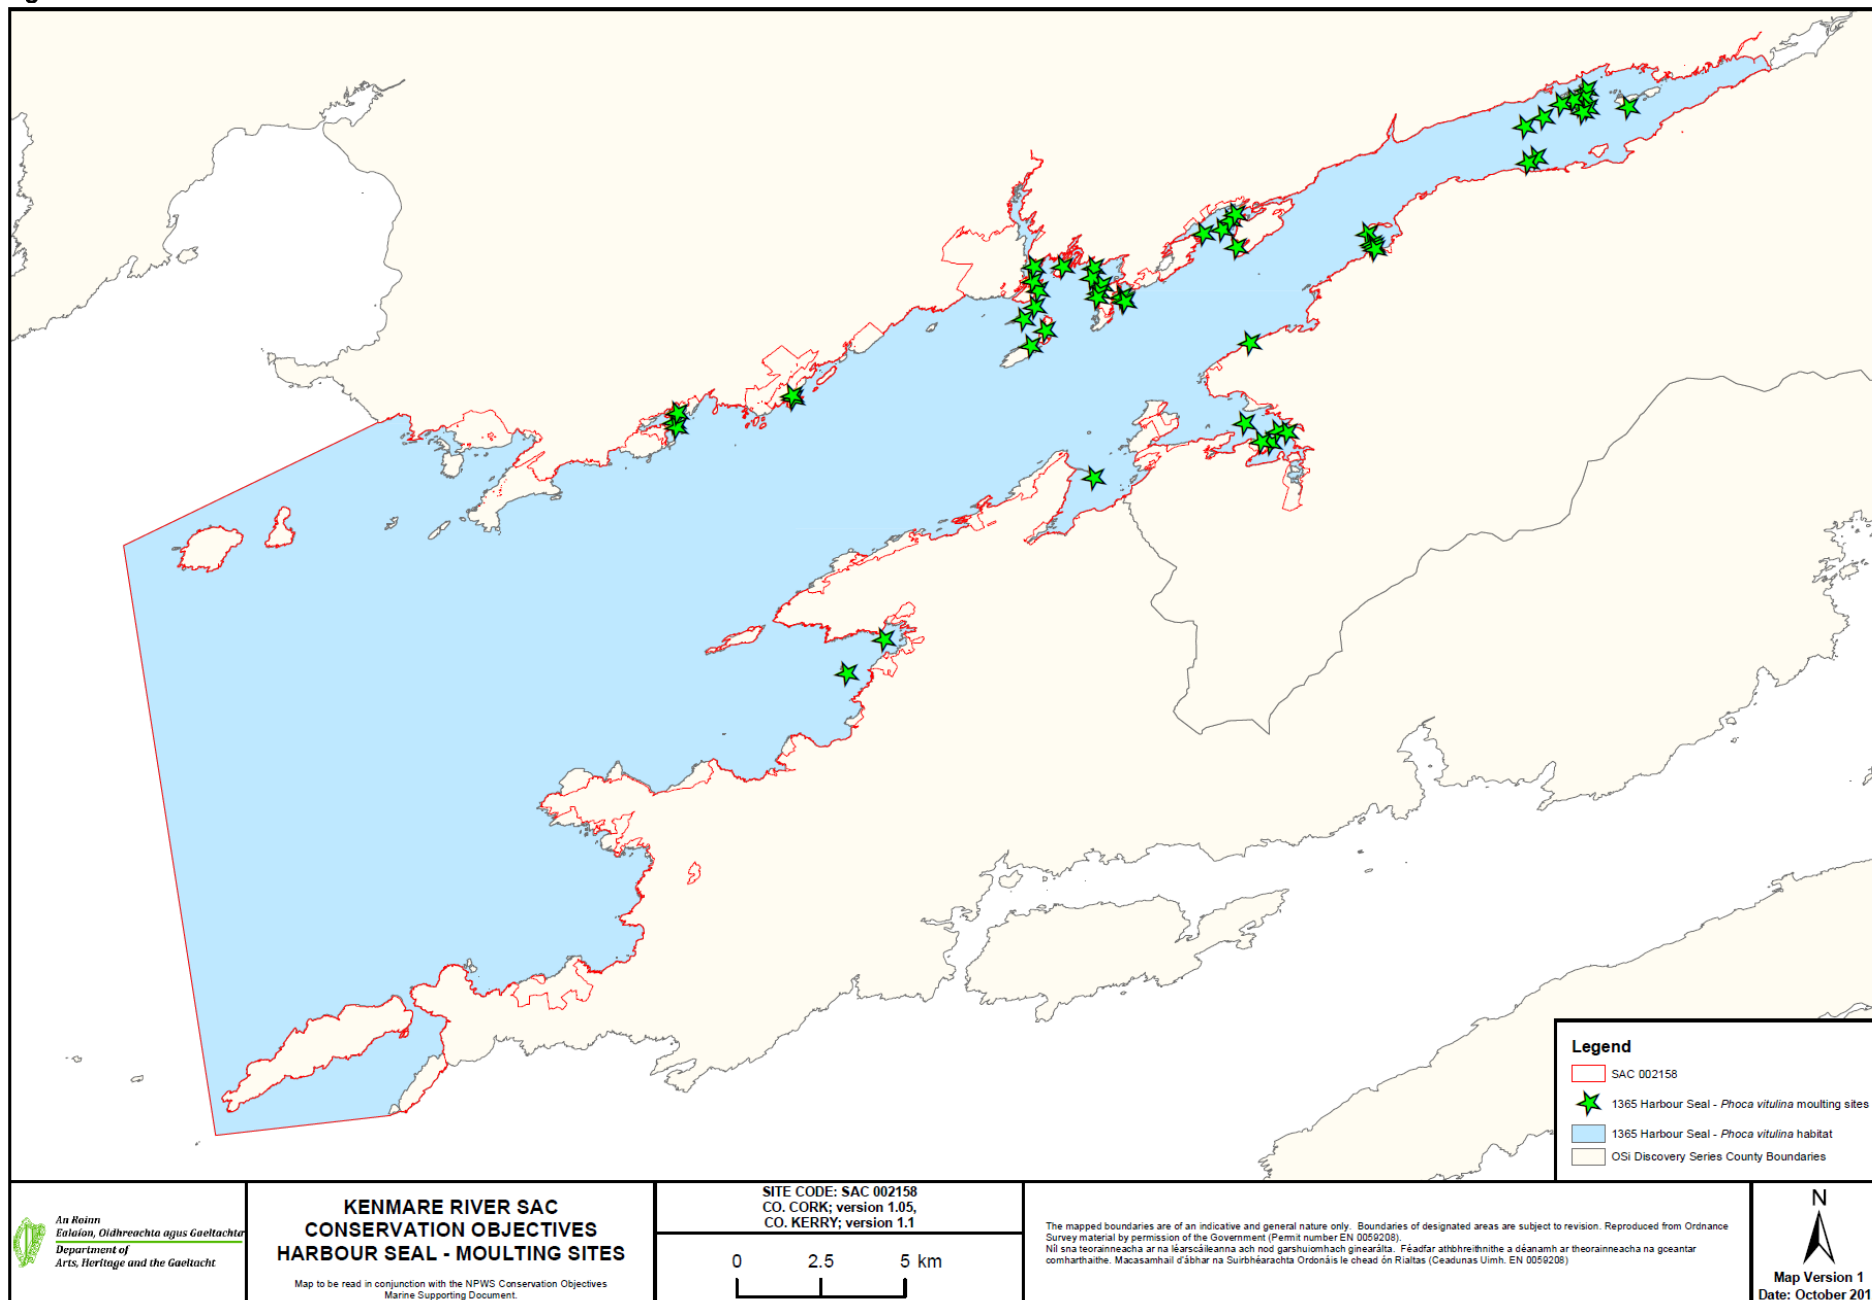 Legend
SAC 002158
1365 Harbour Seal - Phoca vitulina moulting sites
1365 Harbour Seal - Phoca vitulina habitat
OSi Discovery Series County Boundaries
An Roinn
Ealaíon, Oidhreachta agus Gaeltachta
Department of
Arts, Heritage and the Gaeltacht
KENMARE RIVER SAC
CONSERVATION OBJECTIVES
HARBOUR SEAL - MOULTING SITES
Map to be read in conjunction with the NPWS Conservation Objectives
Marine Supporting Document.
SITE CODE: SAC 002158
CO. CORK; version 1.05,
CO. KERRY; version 1.1
0 2.5 5 km
The mapped boundaries are of an indicative and general nature only. Boundaries of designated areas are subject to revision. Reproduced from Ordnance
Survey material by permission of the Government (Permit number EN 0059208).
Níl sna teorainneacha ar na léarscáileanna ach nod garshuiomhach ginearálta. Féadfar athbhreithnithe a déanamh ar theorainneacha na gceantar
comharthaithe. Macasamhail d'ábhar na Suirbhéarachta Ordonáis le chead ón Rialtas (Ceadunas Uimh. EN 0059208)
N
Map Version 1
Date: October 201